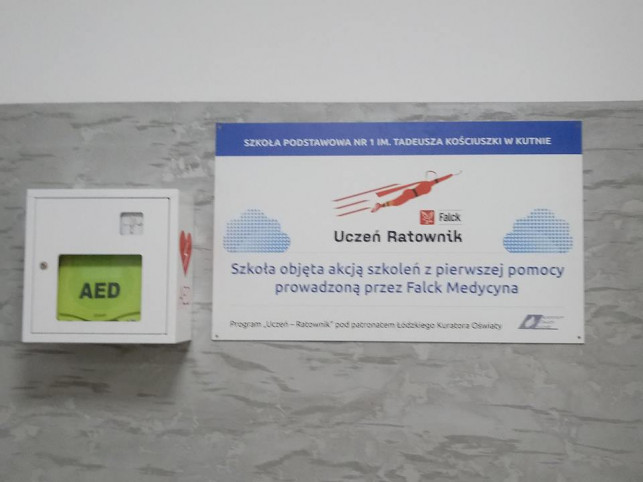 SZKOŁA PODSTAWOWA NR 1 IM. TADEUSZA KOŚCIUSZKI W KUTNIE
Falck
Uczeń Ratownik
Szkoła objęta akcją szkoleń z pierwszej pomocy
prowadzoną przez Falck Medycyna
Program „Uczeń – Ratownik” pod patronatem Łódzkiego Kuratora Oświaty
AED